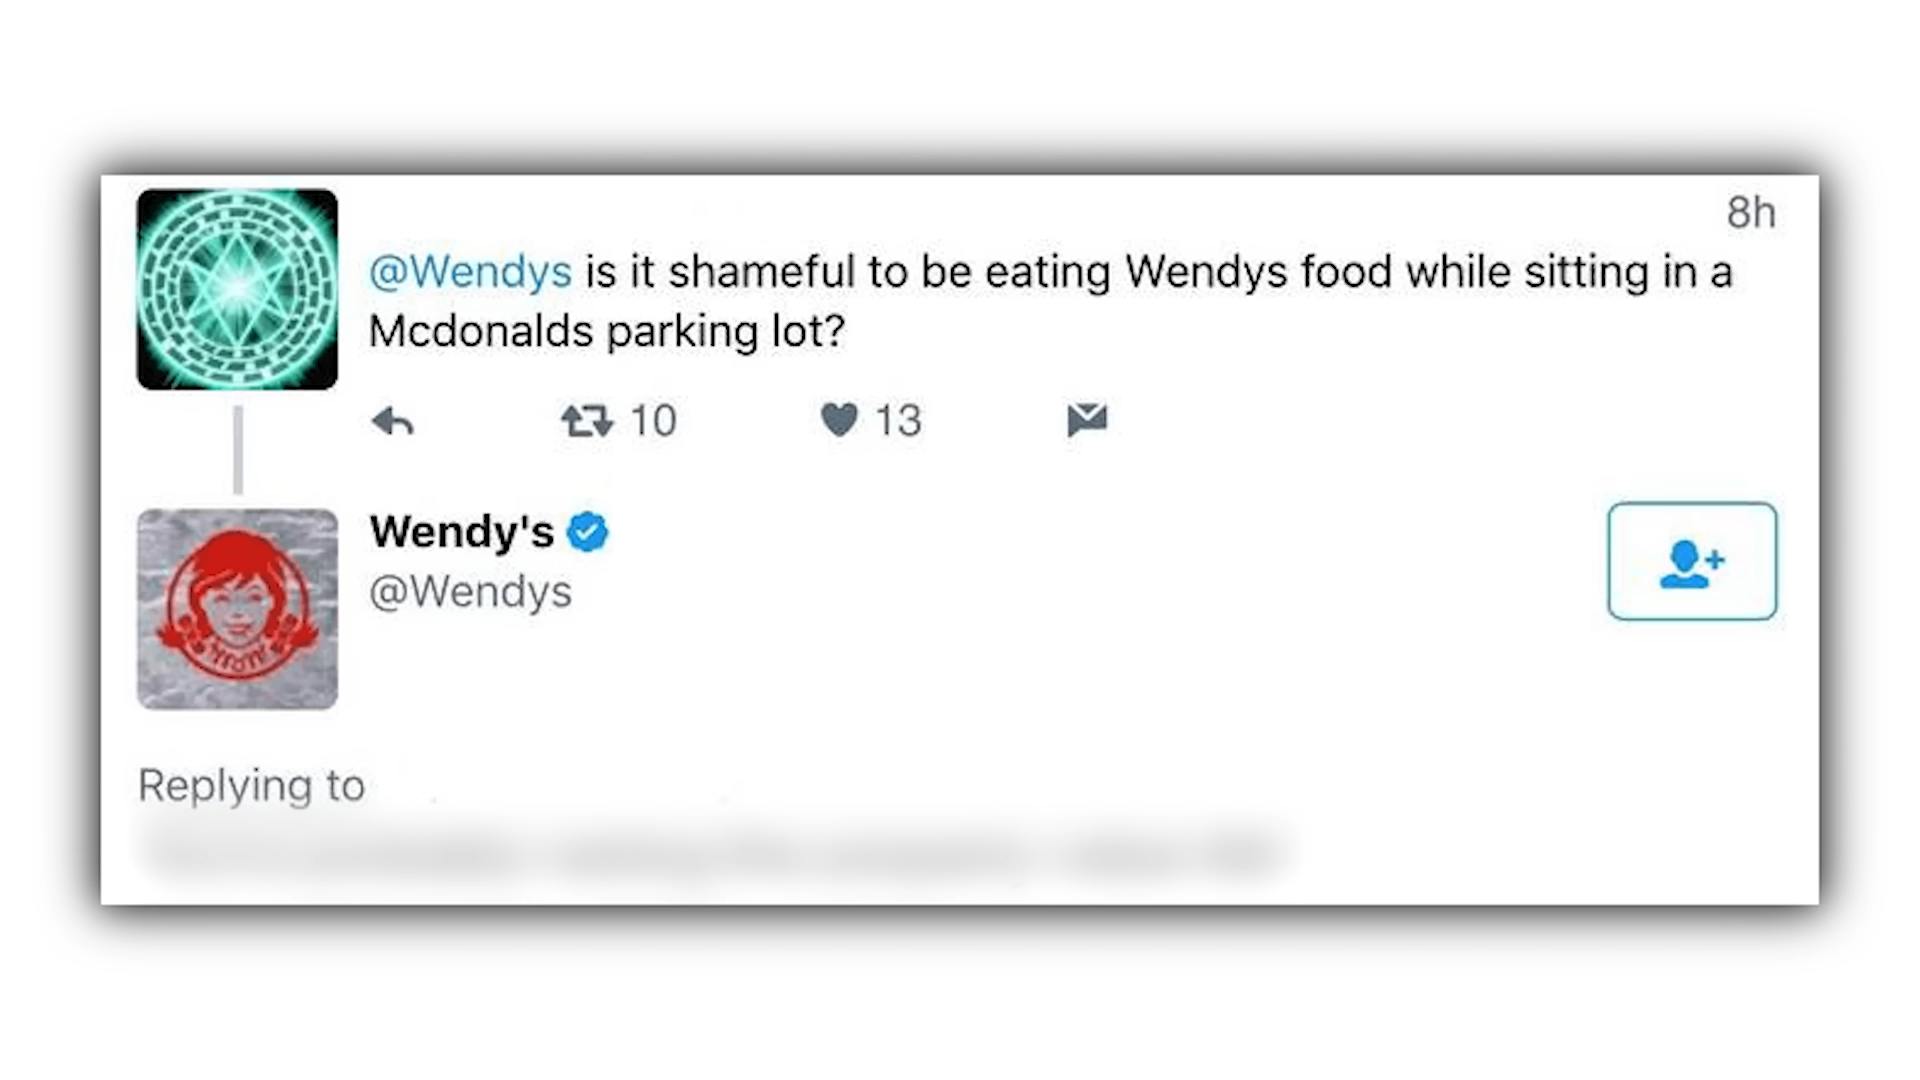 8h
@Wendys is it shameful to be eating Wendys food while sitting in a
Mcdonalds parking lot?
10 13
Wendy's
@Wendys
Replying to